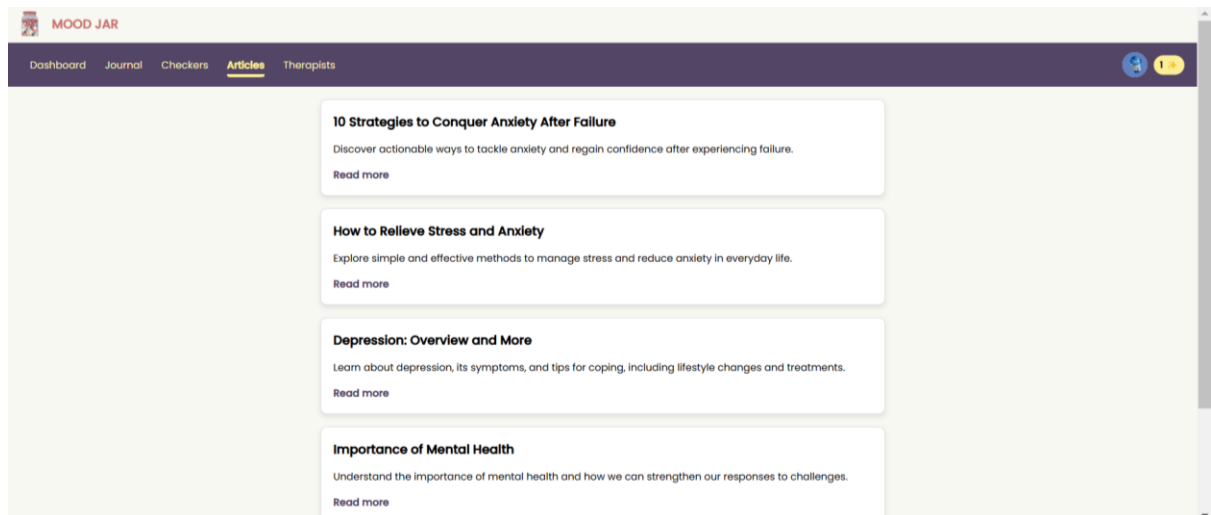 MOOD JAR
Dashboard Journal Checkers Articles Therapists 1
10 Strategies to Conquer Anxiety After Failure
Discover actionable ways to tackle anxiety and regain confidence after experiencing failure.
Read more
How to Relieve Stress and Anxiety
Explore simple and effective methods to manage stress and reduce anxiety in everyday life.
Read more
Depression: Overview and More
Learn about depression, its symptoms, and tips for coping, including lifestyle changes and treatments.
Read more
Importance of Mental Health
Understand the importance of mental health and how we can strengthen our responses to challenges.
Read more